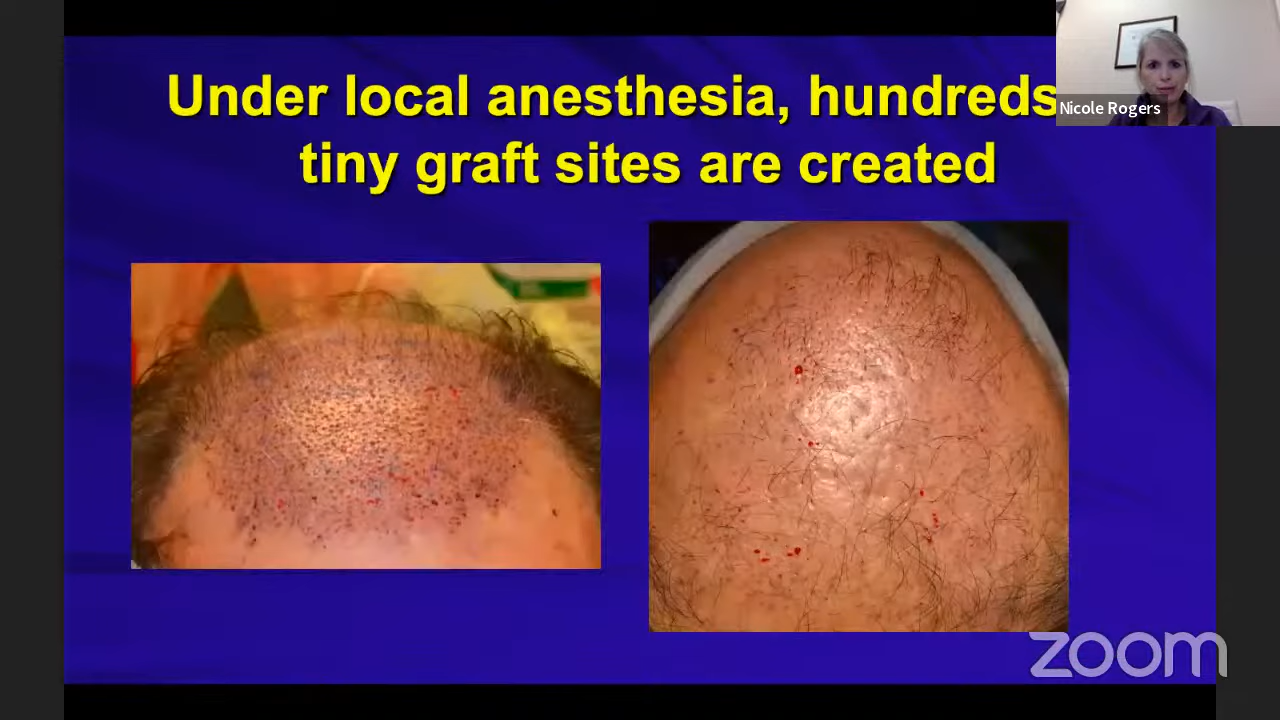 Under local anesthesia, hundreds
tiny graft sites are created
Nicole Rogers
zoom